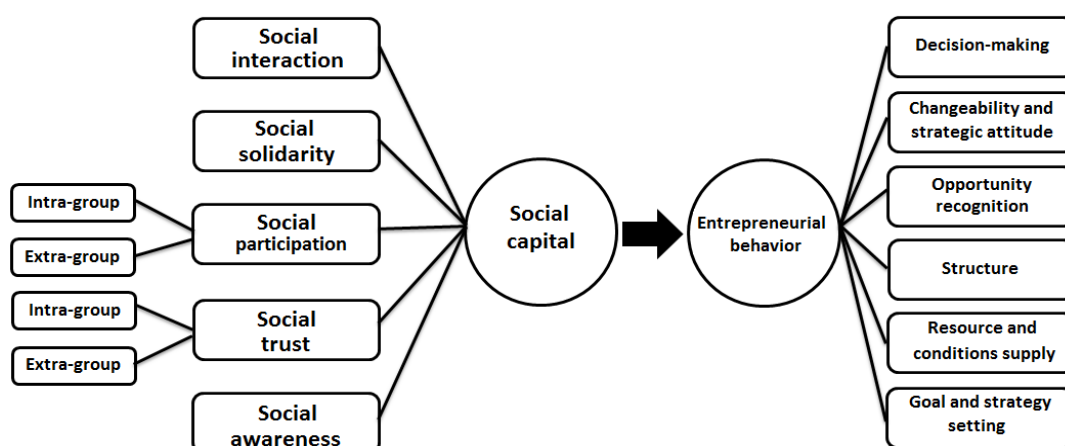 Social
interaction
Social
solidarity
Intra-group
Extra-group
Social
participation
Intra-group
Extra-group
Social
trust
Social
awareness
Social
capital
Entrepreneurial
behavior
Decision-making
Changeability and
strategic attitude
Opportunity
recognition
Structure
Resource and
conditions supply
Goal and strategy
setting